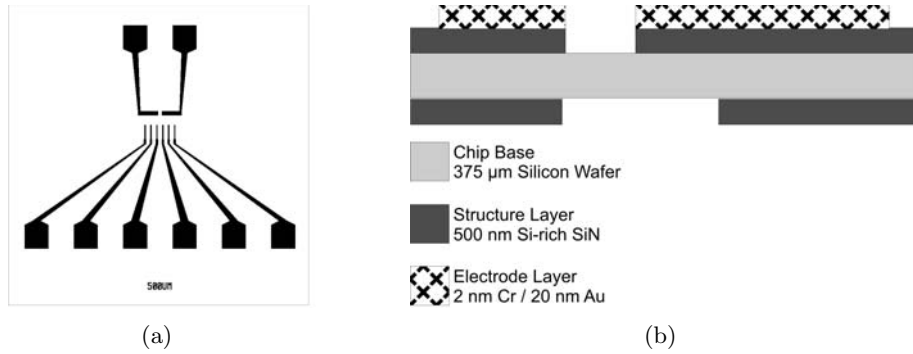 500UM
Chip Base
375 μm Silicon Wafer
Structure Layer
500 nm Si-rich SiN
Electrode Layer
2 nm Cr / 20 nm Au
(a)
(b)